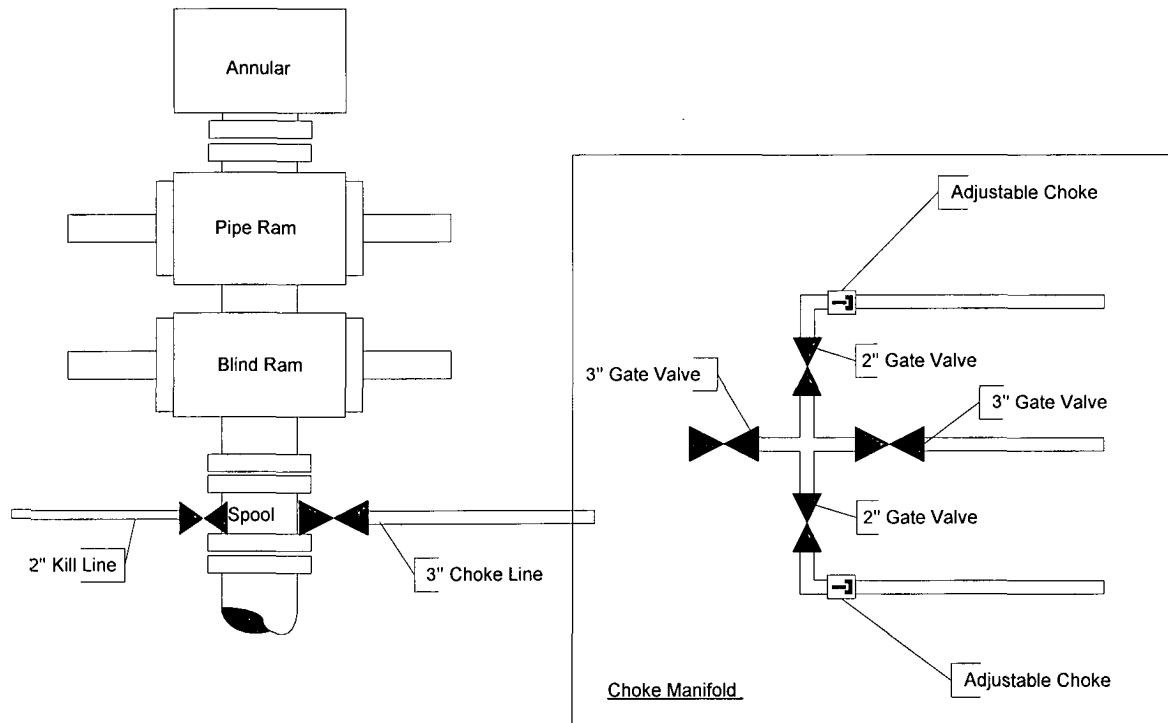 Annular
Pipe Ram
Blind Ram
Spool
2" Kill Line
3" Choke Line
Adjustable Choke
2" Gate Valve
3" Gate Valve
3" Gate Valve
2" Gate Valve
Adjustable Choke
Choke Manifold